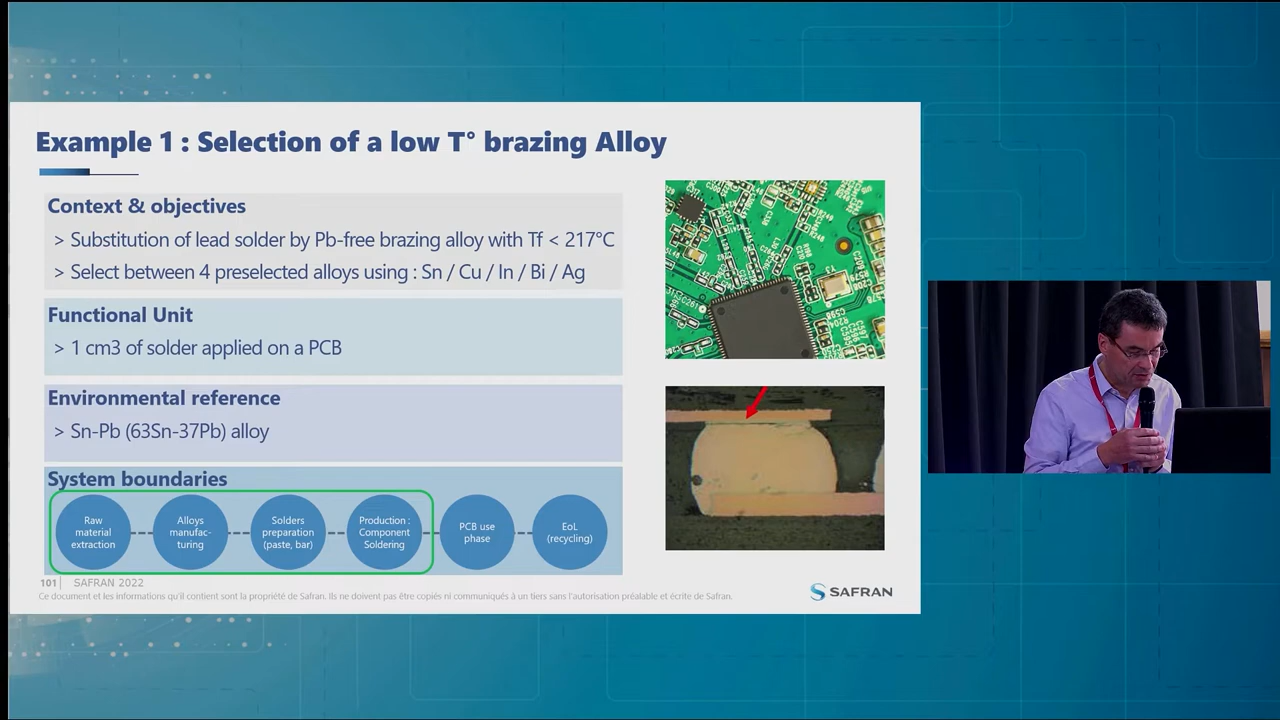 Example 1 : Selection of a low T° brazing Alloy
Context & objectives
> Substitution of lead solder by Pb-free brazing alloy with Tf < 217°C
> Select between 4 preselected alloys using : Sn / Cu / In / Bi / Ag
Functional Unit
> 1 cm3 of solder applied on a PCB
Environmental reference
> Sn-Pb (63Sn-37Pb) alloy
System boundaries
Raw
material
extraction
Alloys
manufac-
turing
Solders
preparation
(paste, bar)
Production :
Component
Soldering
PCB use
phase
EoL
(recycling)
101| SAFRAN 2022
Ce document et les informations qu'il contient sont la propriété de Safran. Ils ne doivent pas être copiés ni communiqués à un tiers sans l'autorisation préalable et écrite de Safran.
SAFRAN